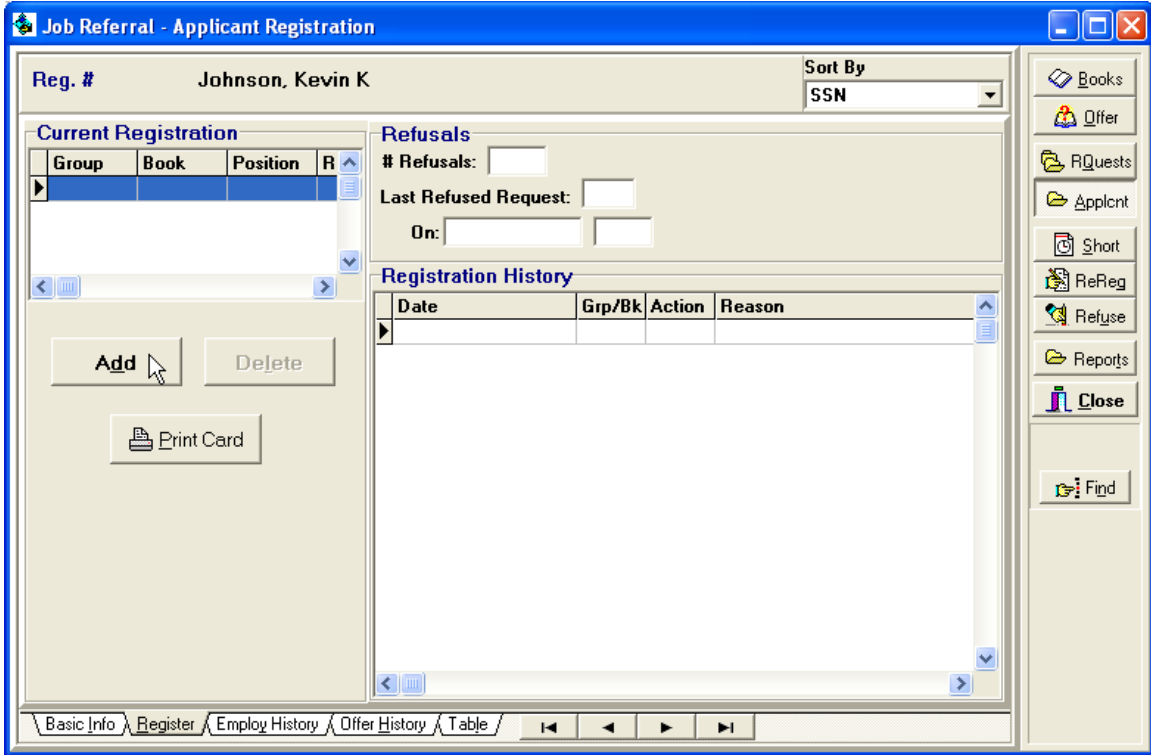 Job Referral - Applicant Registration
Reg. # Johnson, Kevin K
Sort By
SSN
Current Registration
Group Book Position R
Add Delete
Print Card
Refusals
# Refusals:
Last Refused Request:
On:
Registration History
Date Grp/Bk Action Reason
Books
Offer
RQuests
Applcnt
Short
ReReg
Refuse
Reports
Close
Find
Basic Info Register Employ History Offer History Table